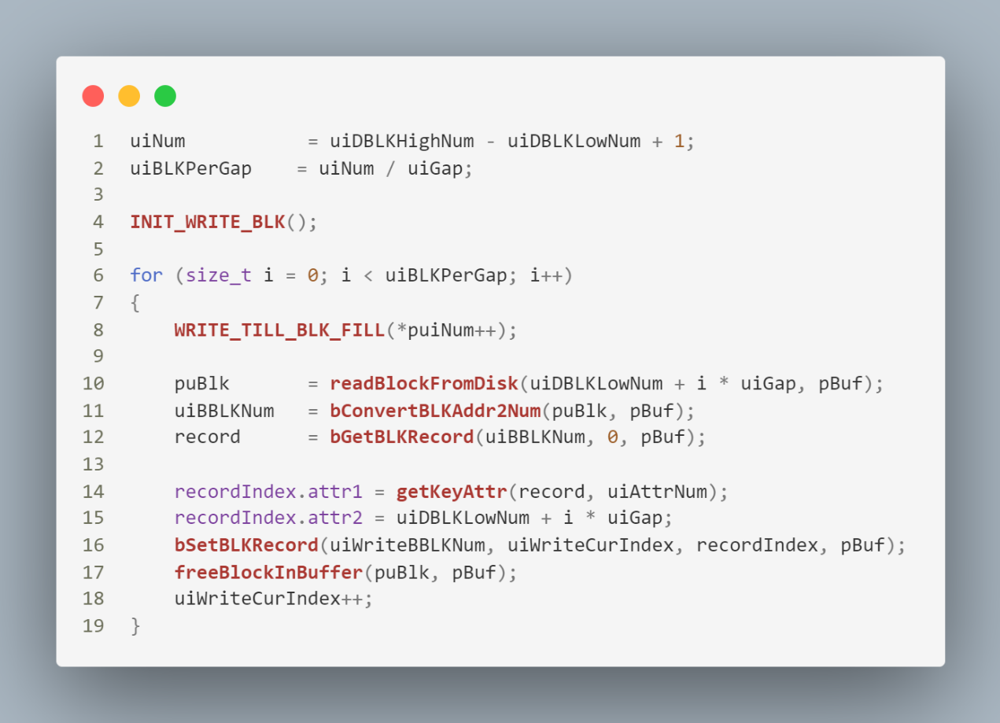 1 uiNum = uiDBLKHighNum - uiDBLKLowNum + 1;
2 uiBLKPerGap = uiNum / uiGap;
3
4 INIT_WRITE_BLK();
5
6 for (size_t i = 0; i < uiBLKPerGap; i++)
7 {
8 WRITE_TILL_BLK_FILL(*puiNum++);
9
10 puBlk = readBlockFromDisk(uiDBLKLowNum + i * uiGap, pBuf);
11 uiBBLKNum = bConvertBLKAddr2Num(puBlk, pBuf);
12 record = bGetBLKRecord(uiBBLKNum, 0, pBuf);
13
14 recordIndex.attr1 = getKeyAttr(record, uiAttrNum);
15 recordIndex.attr2 = uiDBLKLowNum + i * uiGap;
16 bSetBLKRecord(uiWriteBBLKNum, uiWriteCurIndex, recordIndex, pBuf);
17 freeBlockInBuffer(puBlk, pBuf);
18 uiWriteCurIndex++;
19 }